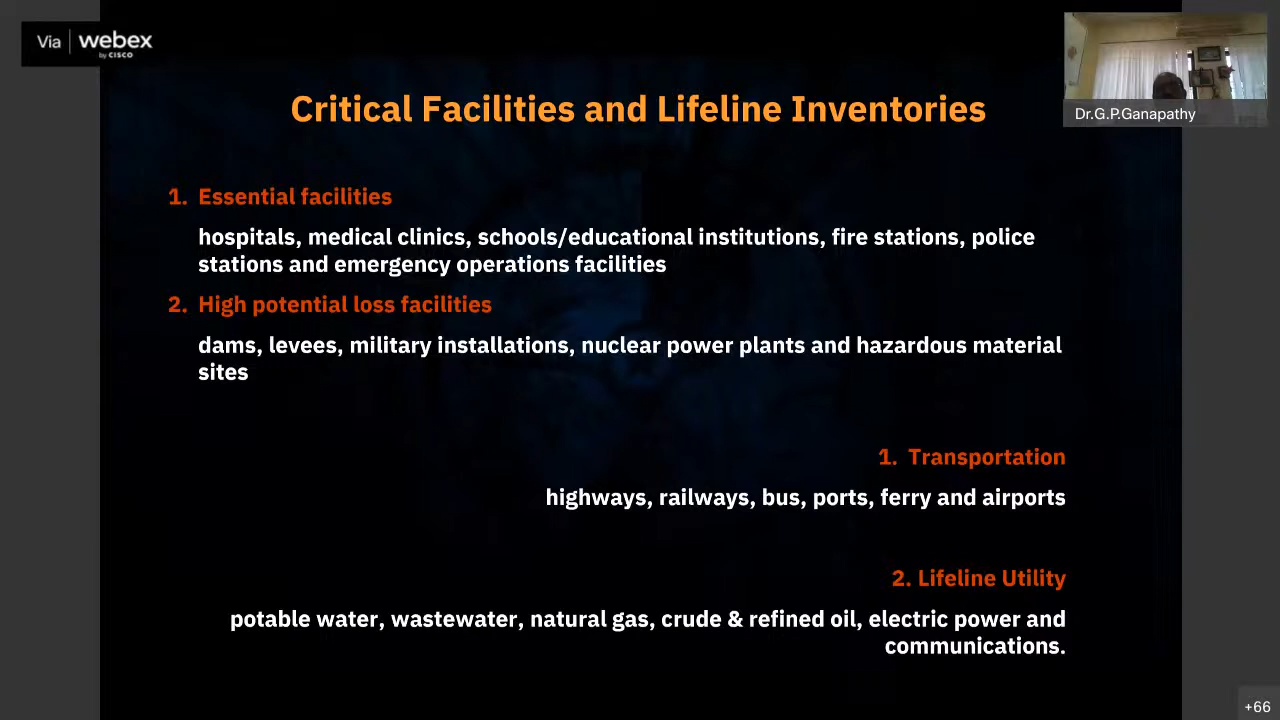 Via | webex
by CISCO
Dr.G.P.Ganapathy
Critical Facilities and Lifeline Inventories
1. Essential facilities
hospitals, medical clinics, schools/educational institutions, fire stations, police
stations and emergency operations facilities
2. High potential loss facilities
dams, levees, military installations, nuclear power plants and hazardous material
sites
1. Transportation
highways, railways, bus, ports, ferry and airports
2. Lifeline Utility
potable water, wastewater, natural gas, crude & refined oil, electric power and
communications.
+66